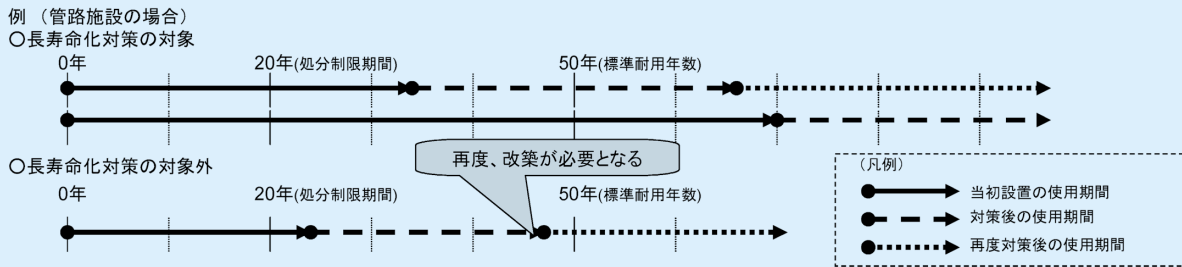 例 （管路施設の場合）
〇長寿命化対策の対象
0年 20年(処分制限期間) 50年(標準耐用年数)
再度、改築が必要となる
〇長寿命化対策の対象外
0年 20年(処分制限期間) 50年(標準耐用年数)
（凡例）
当初設置の使用期間
対策後の使用期間
再度対策後の使用期間